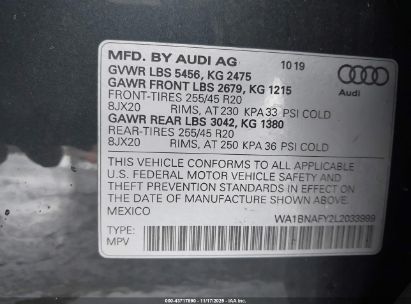 MFD. BY AUDI AG 10 19
GVWR LBS 5456, KG 2475
GAWR FRONT LBS 2679, KG 1215
FRONT-TIRES 255/45 R20
8JX20 RIMS, AT 230 KPA 33 PSI COLD
GAWR REAR LBS 3042, KG 1380
REAR-TIRES 255/45 R20
8JX20 RIMS, AT 250 KPA 36 PSI COLD
Audi
THIS VEHICLE CONFORMS TO ALL APPLICABLE
U.S. FEDERAL MOTOR VEHICLE SAFETY AND
THEFT PREVENTION STANDARDS IN EFFECT ON
THE DATE OF MANUFACTURE SHOWN ABOVE.
MEXICO WA1BNAFY2L2033989
TYPE:
MPV